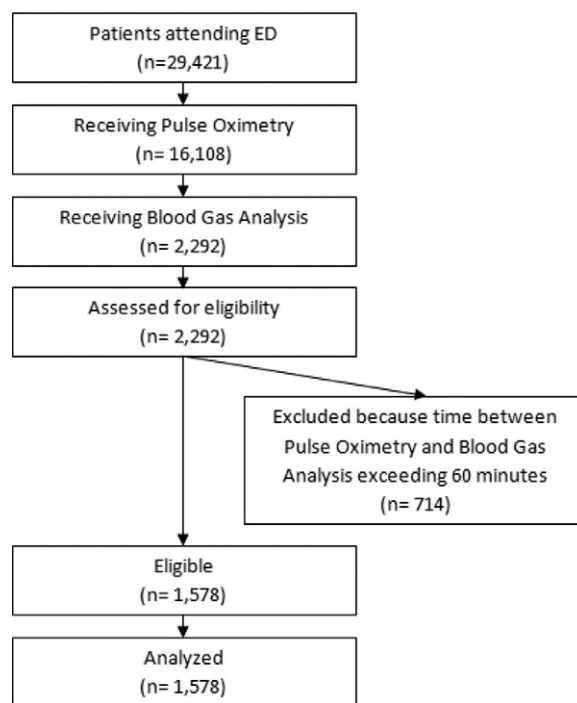 Patients attending ED
(n=29,421)
Receiving Pulse Oximetry
(n= 16,108)
Receiving Blood Gas Analysis
(n= 2,292)
Assessed for eligibility
(n= 2,292)
Excluded because time between
Pulse Oximetry and Blood Gas
Analysis exceeding 60 minutes
(n= 714)
Eligible
(n= 1,578)
Analyzed
(n= 1,578)